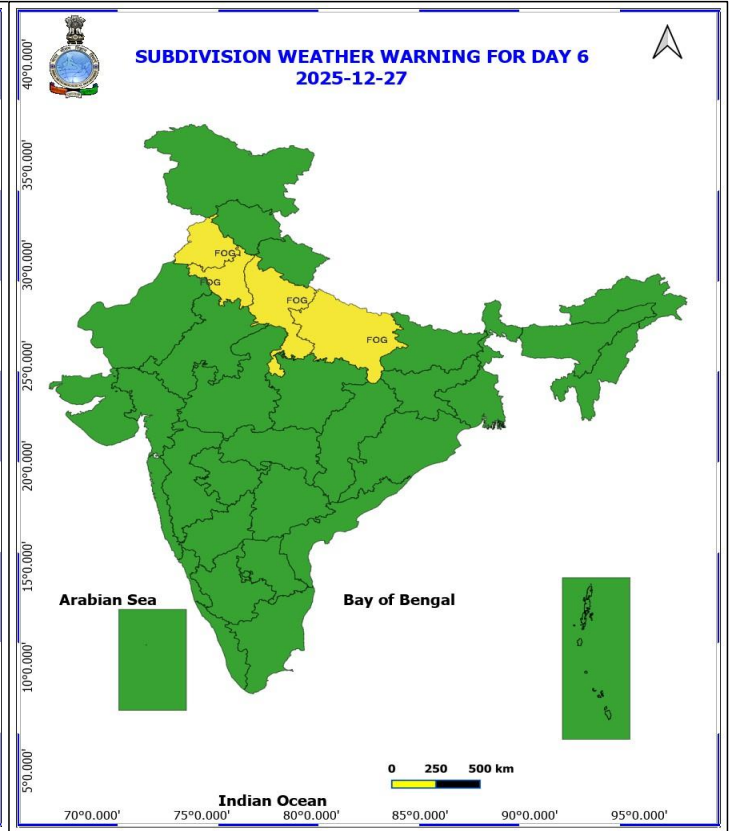 SUBDIVISION WEATHER WARNING FOR DAY 6
2025-12-27
40°0.000'
35°0.000'
30°0.000'
25°0.000'
20°0.000'
15°0.000'
10°0.000'
5°0.000'
FOG
FOG
FOG
FOG
Arabian Sea
Bay of Bengal
0 250 500 km
Indian Ocean
70°0.000' 75°0.000' 80°0.000' 85°0.000' 90°0.000' 95°0.000'